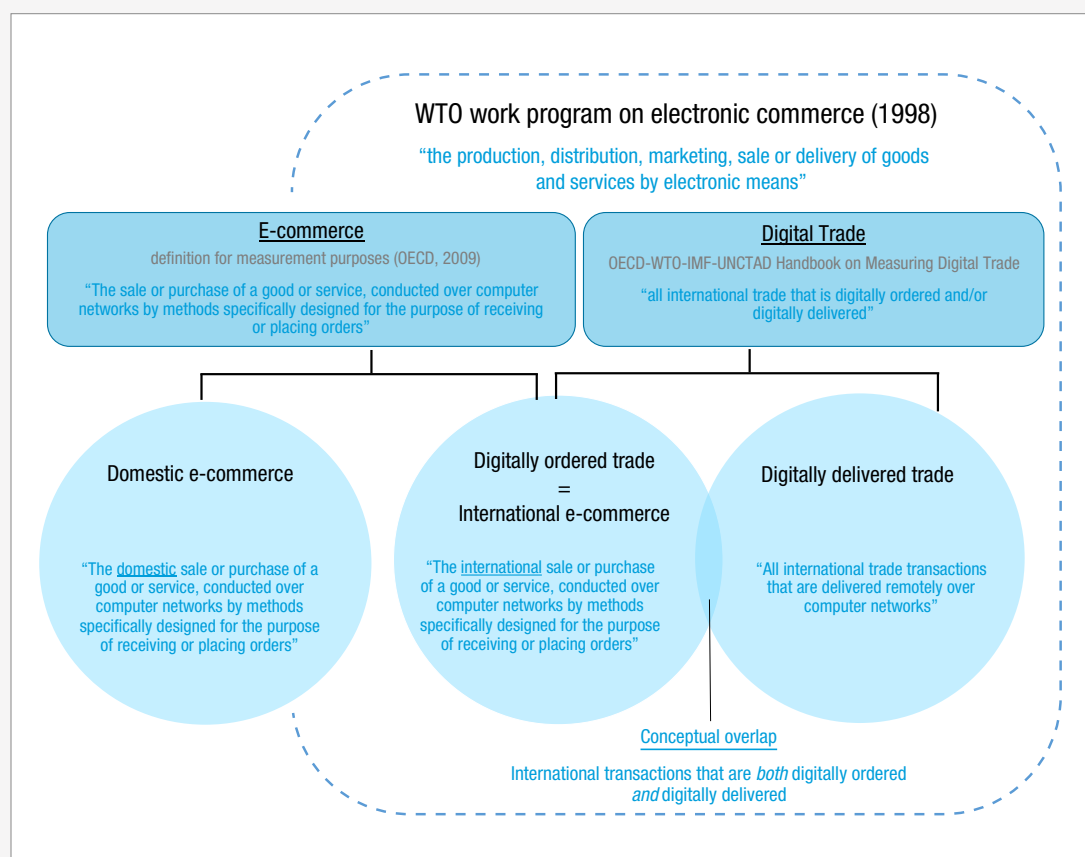 WTO work program on electronic commerce (1998)
“the production, distribution, marketing, sale or delivery of goods
and services by electronic means”
E-commerce
definition for measurement purposes (OECD, 2009)
“The sale or purchase of a good or service, conducted over computer
networks by methods specifically designed for the purpose of receiving
or placing orders”
Digital Trade
OECD-WTO-IMF-UNCTAD Handbook on Measuring Digital Trade
“all international trade that is digitally ordered and/or
digitally delivered”
Domestic e-commerce
“The domestic sale or purchase of a
good or service, conducted over
computer networks by methods
specifically designed for the purpose
of receiving or placing orders”
Digitally ordered trade
=
International e-commerce
“The international sale or purchase
of a good or service, conducted over
computer networks by methods
specifically designed for the purpose
of receiving or placing orders”
Digitally delivered trade
“All international trade transactions
that are delivered remotely over
computer networks”
Conceptual overlap
International transactions that are both digitally ordered
and digitally delivered